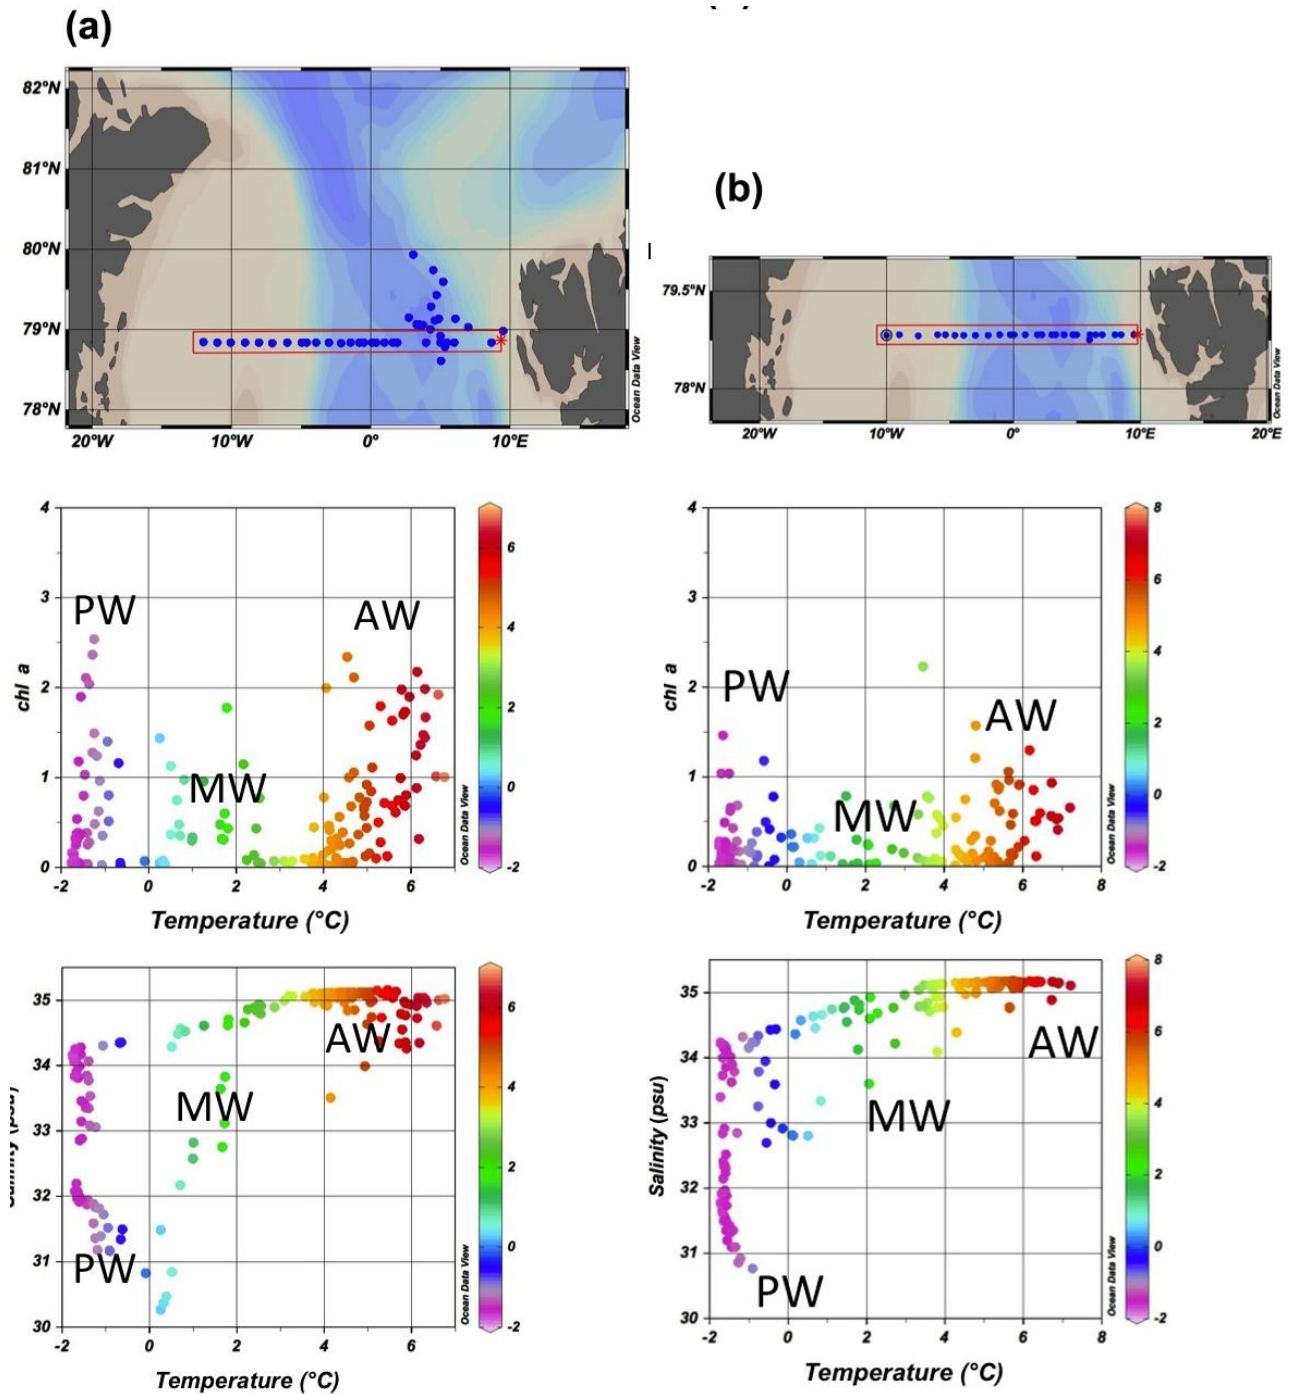 (a)
82°N
81°N
80°N
79°N
78°N
20°W 10°W 0° 10°E
Ocean Data View
(b)
79.5°N
78°N
20°W 10°W 0° 10°E 20°E
Ocean Data View
4
3
2
1
0
chl a
PW
AW
MW
-2 0 2 4 6
Temperature (°C)
6
4
2
0
-2
Ocean Data View
4
3
2
1
0
chl a
PW
AW
MW
-2 0 2 4 6 8
Temperature (°C)
8
6
4
2
0
-2
Ocean Data View
35
34
33
32
31
30
(psu)
AW
MW
PW
-2 0 2 4 6
Temperature (°C)
6
4
2
0
-2
Ocean Data View
35
34
33
32
31
30
Salinity (psu)
AW
MW
PW
-2 0 2 4 6 8
Temperature (°C)
8
6
4
2
0
-2
Ocean Data View